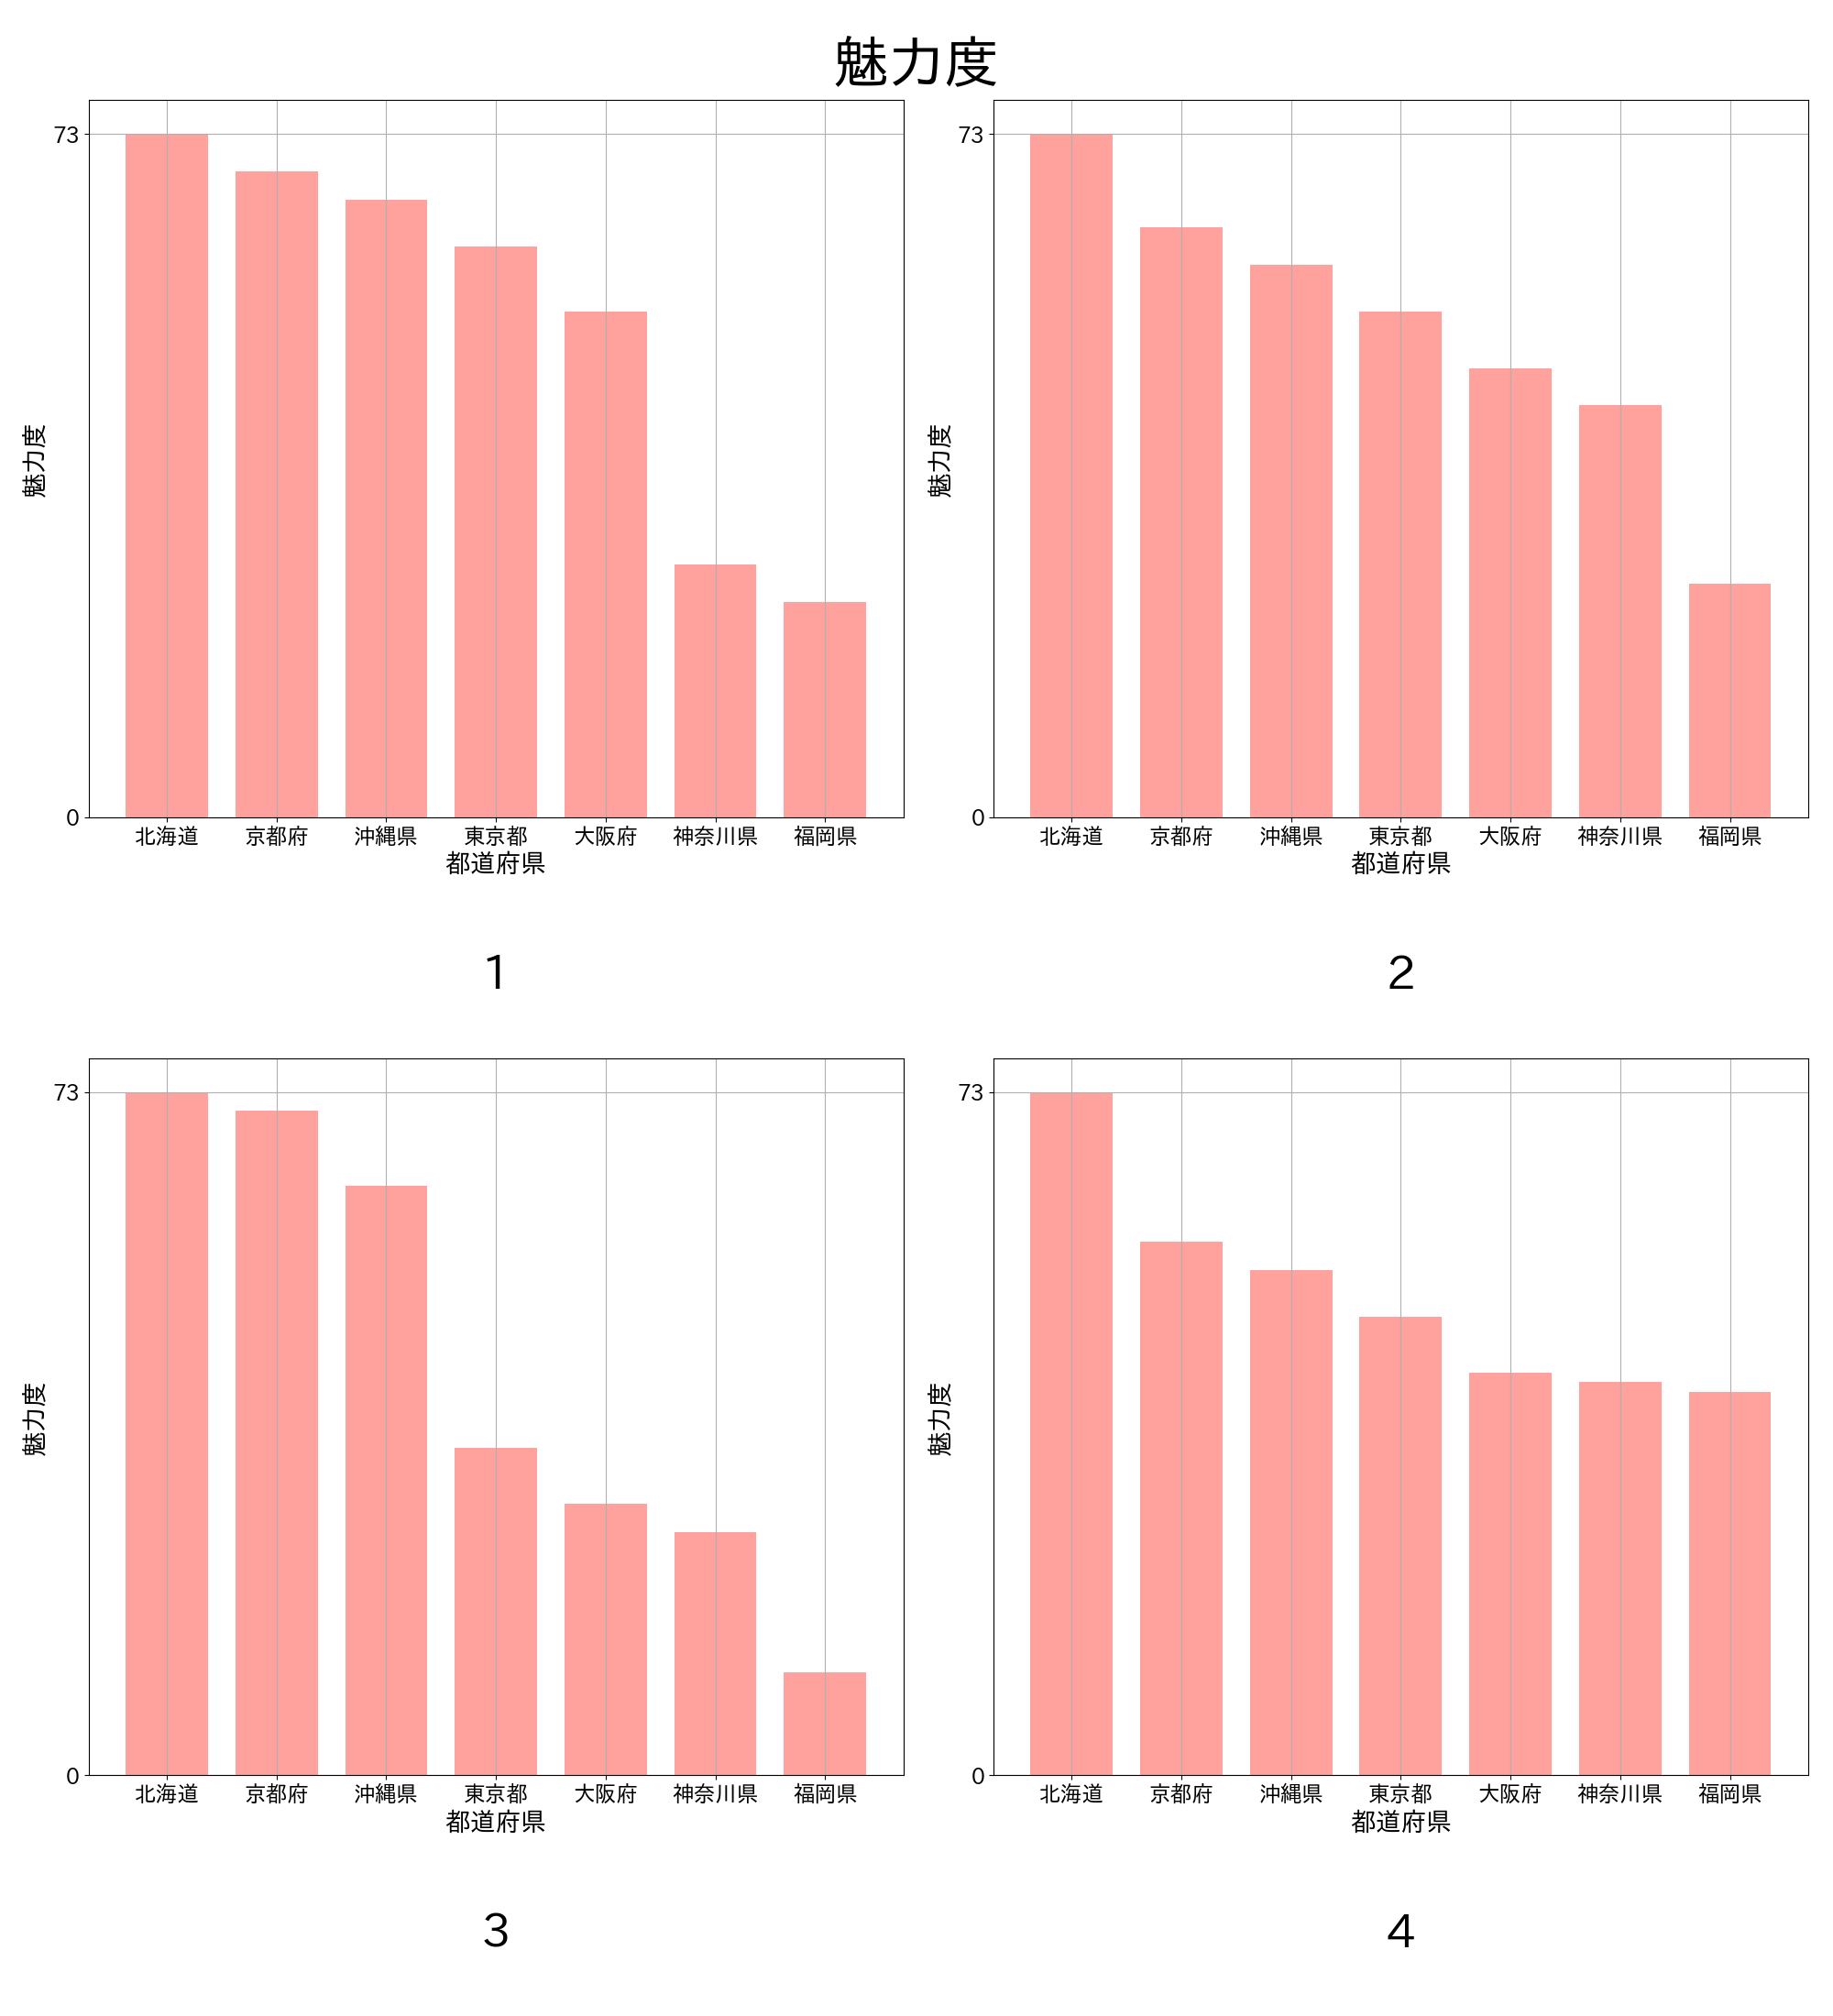 魅力度
73
魅力度
0
北海道 京都府 沖縄県 東京都 大阪府 神奈川県 福岡県
都道府県
1
73
魅力度
0
北海道 京都府 沖縄県 東京都 大阪府 神奈川県 福岡県
都道府県
2
73
魅力度
0
北海道 京都府 沖縄県 東京都 大阪府 神奈川県 福岡県
都道府県
3
73
魅力度
0
北海道 京都府 沖縄県 東京都 大阪府 神奈川県 福岡県
都道府県
4